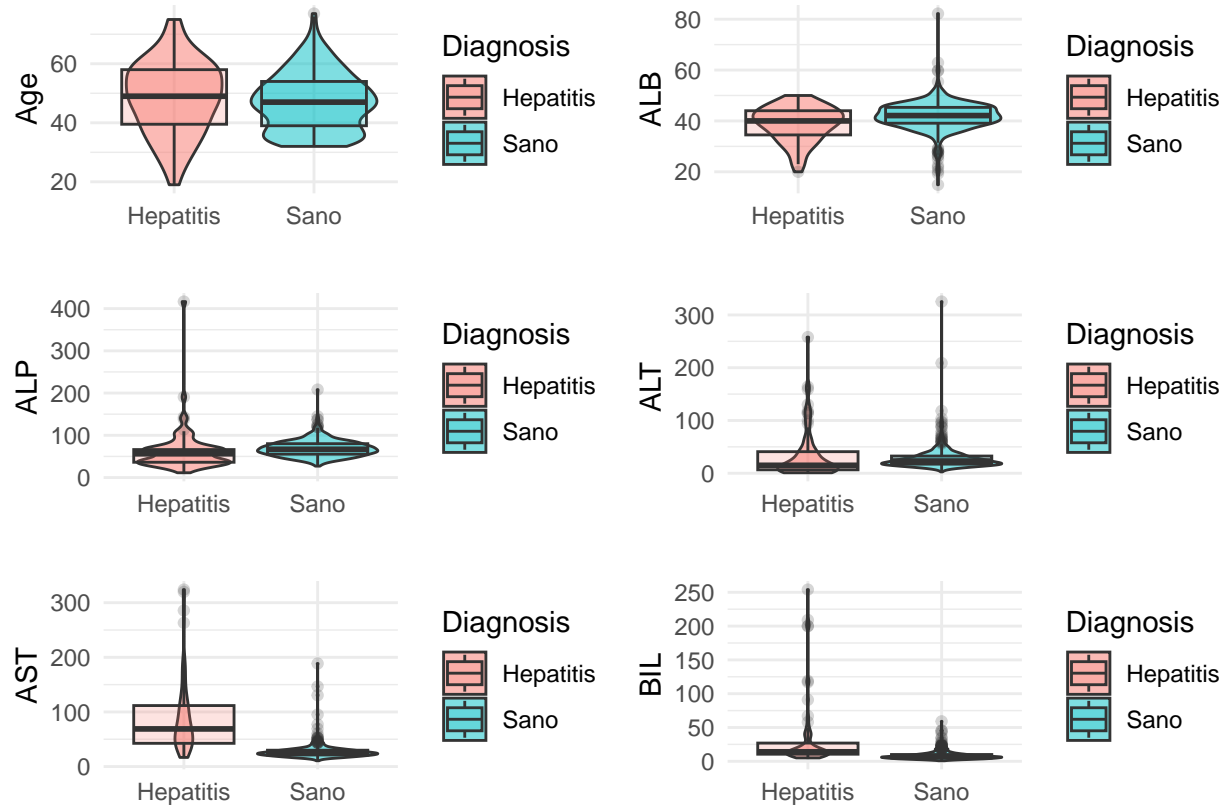 Age
60
40
20
Hepatitis Sano
Diagnosis
Hepatitis
Sano
ALB
80
60
40
20
Hepatitis Sano
Diagnosis
Hepatitis
Sano
ALP
400
300
200
100
0
Hepatitis Sano
Diagnosis
Hepatitis
Sano
ALT
300
200
100
0
Hepatitis Sano
Diagnosis
Hepatitis
Sano
AST
300
200
100
0
Hepatitis Sano
Diagnosis
Hepatitis
Sano
BIL
250
200
150
100
50
0
Hepatitis Sano
Diagnosis
Hepatitis
Sano